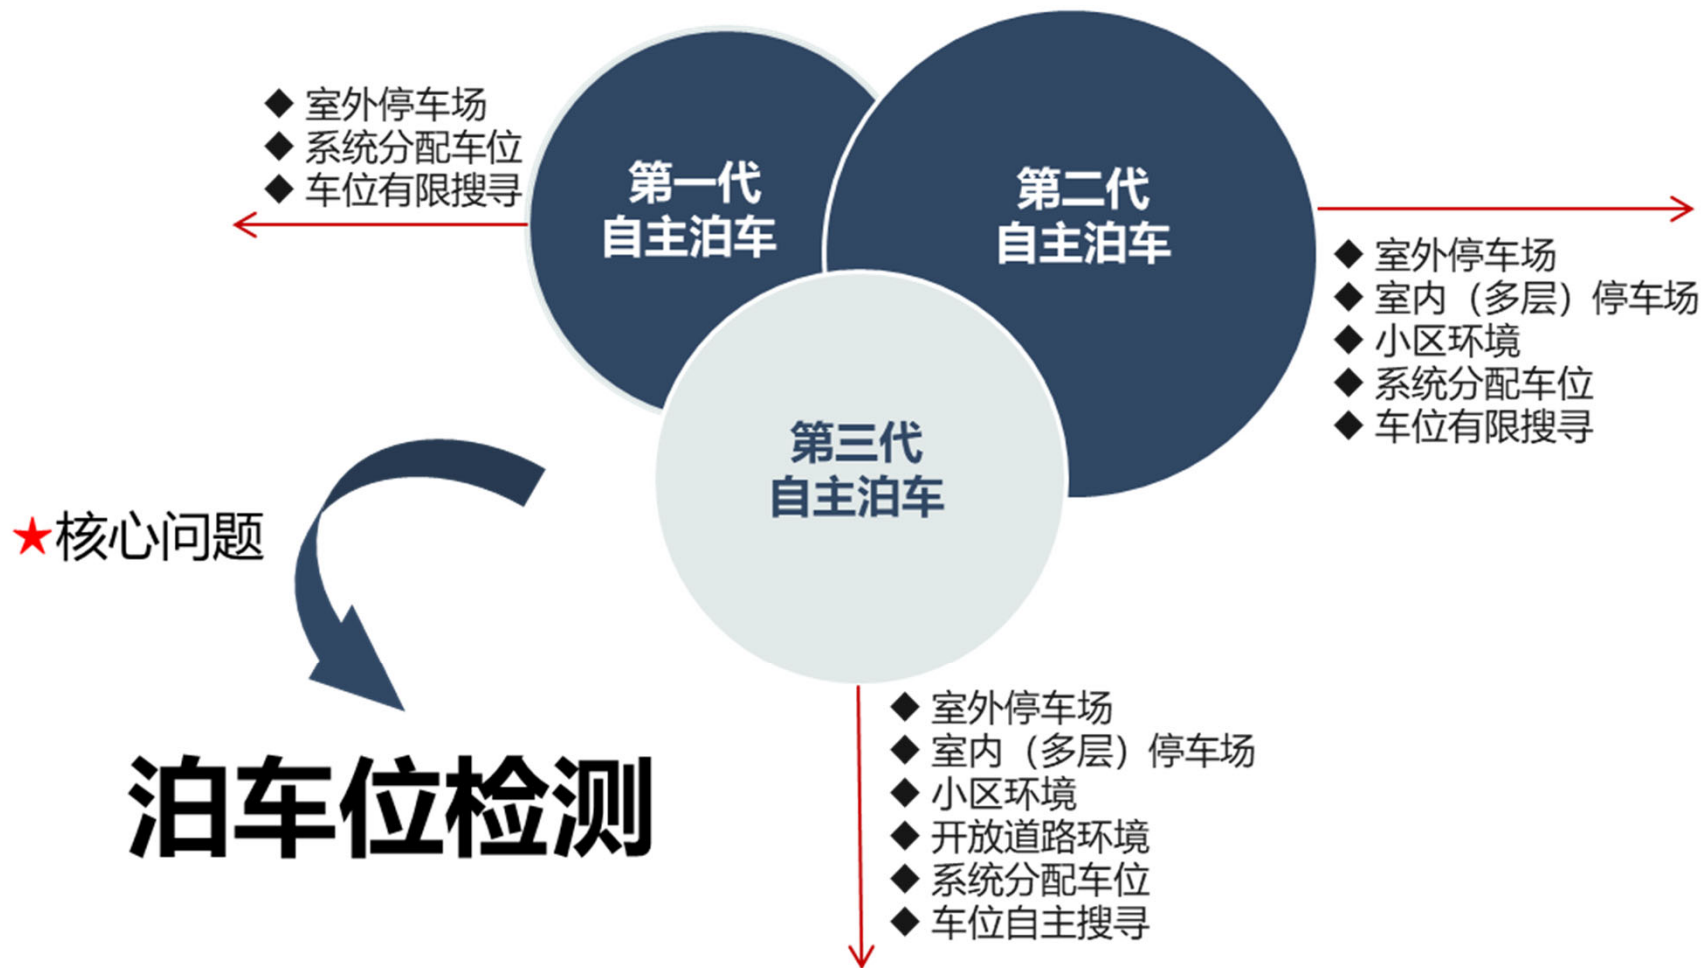 室外停车场
系统分配车位
车位有限搜寻
第一代
自主泊车
第二代
自主泊车
室外停车场
室内（多层）停车场
小区环境
系统分配车位
车位有限搜寻
第三代
自主泊车
★核心问题
泊车位检测
室外停车场
室内（多层）停车场
小区环境
开放道路环境
系统分配车位
车位自主搜寻